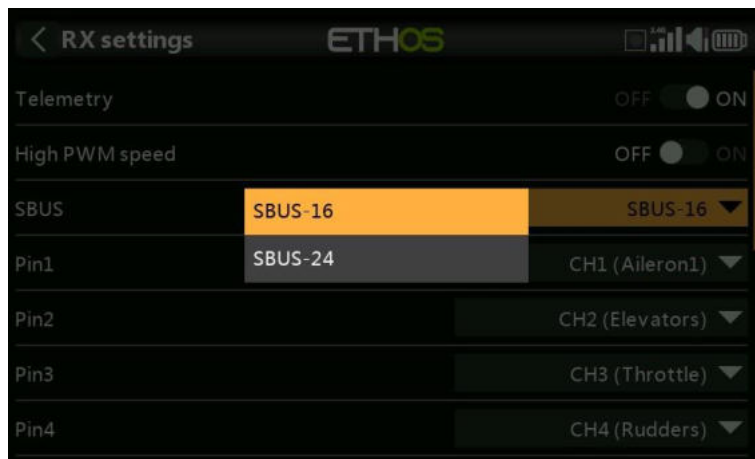 RX settings ETHOS
Telemetry OFF ON
High PWM speed OFF ON
SBUS SBUS-16 SBUS-16
SBUS-24
Pin1 CH1 (Aileron1)
Pin2 CH2 (Elevators)
Pin3 CH3 (Throttle)
Pin4 CH4 (Rudders)